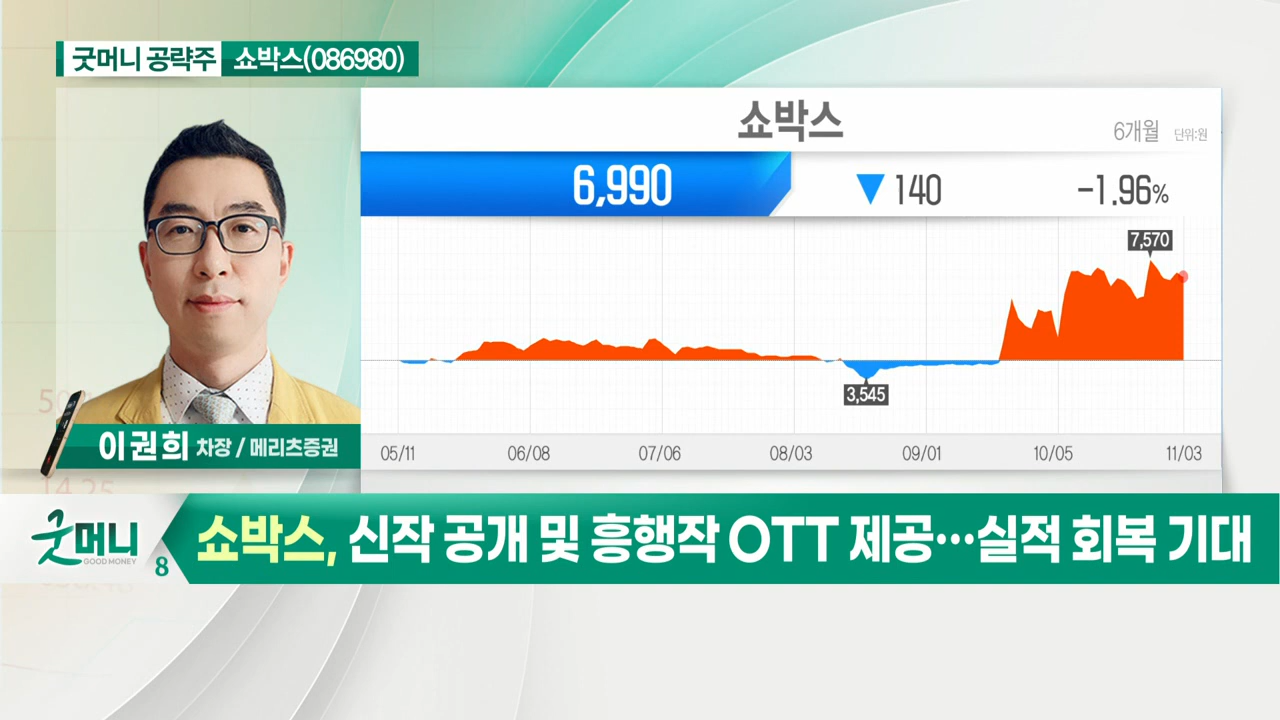 굿머니 공략주 쇼박스(086980)
쇼박스
6개월 단위:원
6,990 ▼ 140 -1.96%
7,570
3,545
05/11 06/08 07/06 08/03 09/01 10/05 11/03
이권희 차장 / 메리츠증권
14.25
굿머니
GOOD MONEY
8
쇼박스, 신작 공개 및 흥행작 OTT 제공…실적 회복 기대